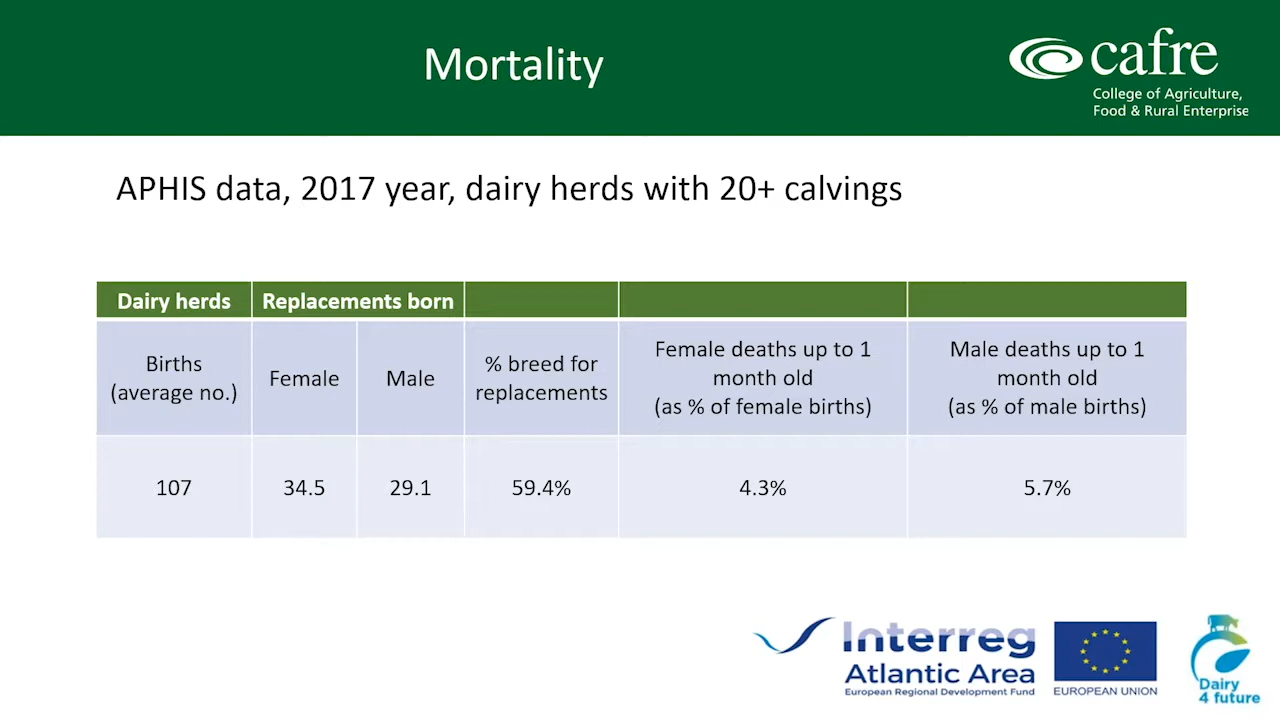 Mortality
cafre
College of Agriculture,
Food & Rural Enterprise
APHIS data, 2017 year, dairy herds with 20+ calvings
Dairy herds
Replacements born
Births
(average no.)
Female
Male
% breed for
replacements
Female deaths up to 1
month old
(as % of female births)
Male deaths up to 1
month old
(as % of male births)
107
34.5
29.1
59.4%
4.3%
5.7%
Interreg
Atlantic Area
European Regional Development Fund
EUROPEAN UNION
Dairy
4 future